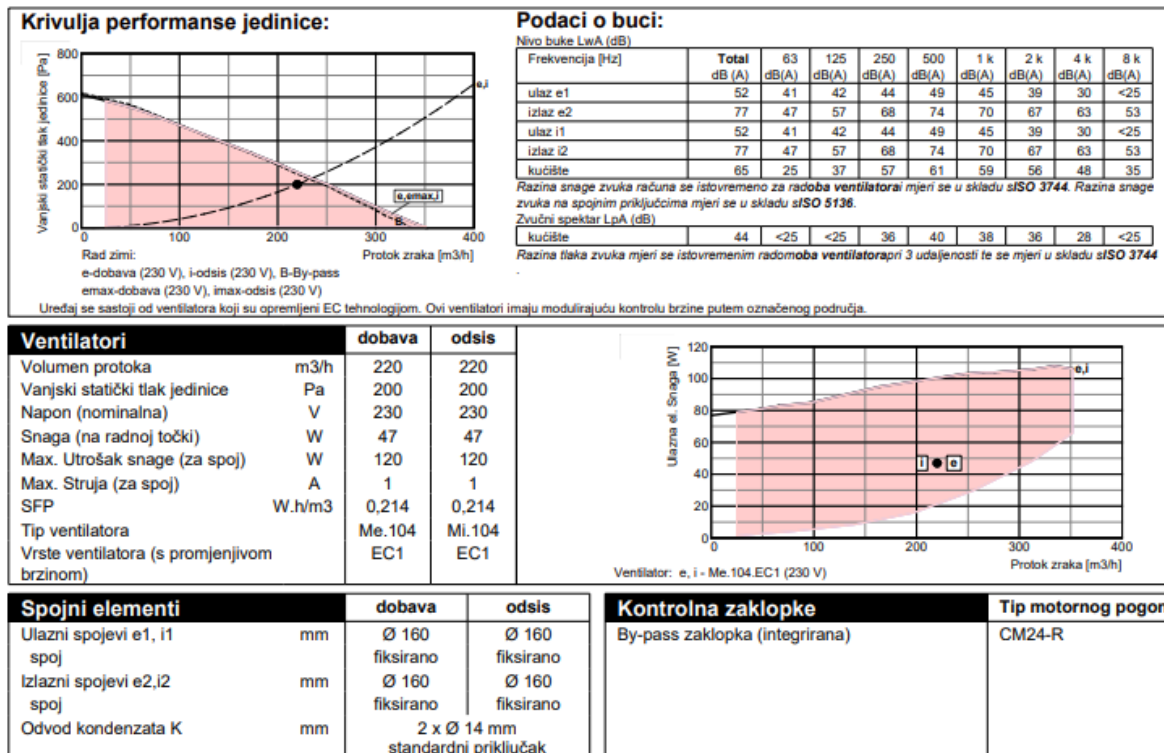 Krivulja performanse jedinice:
Vanjski statički tlak jedinice [Pa]
800
600
400
200
0
0 100 200 300 400
e,i
e,emax,i
B
Rad zimi: Protok zraka [m3/h]
e-dobava (230 V), i-odsis (230 V), B-By-pass
emax-dobava (230 V), imax-odsis (230 V)
Uređaj se sastoji od ventilatora koji su opremljeni EC tehnologijom. Ovi ventilatori imaju modulirajuću kontrolu brzine putem označenog područja.
Podaci o buci:
Nivo buke LwA (dB)
Frekvencija [Hz] Total 63 125 250 500 1 k 2 k 4 k 8 k
dB (A) dB(A) dB(A) dB(A) dB(A) dB(A) dB(A) dB(A) dB(A)
ulaz e1 52 41 42 44 49 45 39 30 <25
izlaz e2 77 47 57 68 74 70 67 63 53
ulaz i1 52 41 42 44 49 45 39 30 <25
izlaz i2 77 47 57 68 74 70 67 63 53
kućište 65 25 37 57 61 59 56 48 35
Razina snage zvuka računa se istovremeno za radoba ventilatorai mjeri se u skladu sISO 3744. Razina snage
zvuka na spojnim priključcima mjeri se u skladu sISO 5136.
Zvučni spektar LpA (dB)
kućište 44 <25 <25 36 40 38 36 28 <25
Razina tlaka zvuka mjeri se istovremenim radomoba ventilatorapri 3 udaljenosti te se mjeri u skladu sISO 3744
.
Ventilatori dobava odsis
Volumen protoka m3/h 220 220
Vanjski statički tlak jedinice Pa 200 200
Napon (nominalna) V 230 230
Snaga (na radnoj točki) W 47 47
Max. Utrošak snage (za spoj) W 120 120
Max. Struja (za spoj) A 1 1
SFP W.h/m3 0,214 0,214
Tip ventilatora Me.104 Mi.104
Vrste ventilatora (s promjenjivom EC1 EC1
brzinom)
Ulazna el. Snaga [W]
120
100
80
60
40
20
0
0 100 200 300 400
e,i
i e
Protok zraka [m3/h]
Ventilator: e, i - Me.104.EC1 (230 V)
Spojni elementi dobava odsis
Ulazni spojevi e1, i1 mm Ø 160 Ø 160
spoj fiksirano fiksirano
Izlazni spojevi e2,i2 mm Ø 160 Ø 160
spoj fiksirano fiksirano
Odvod kondenzata K mm 2 x Ø 14 mm
standardni priključak
Kontrolna zaklopke Tip motornog pogon
By-pass zaklopka (integrirana) CM24-R